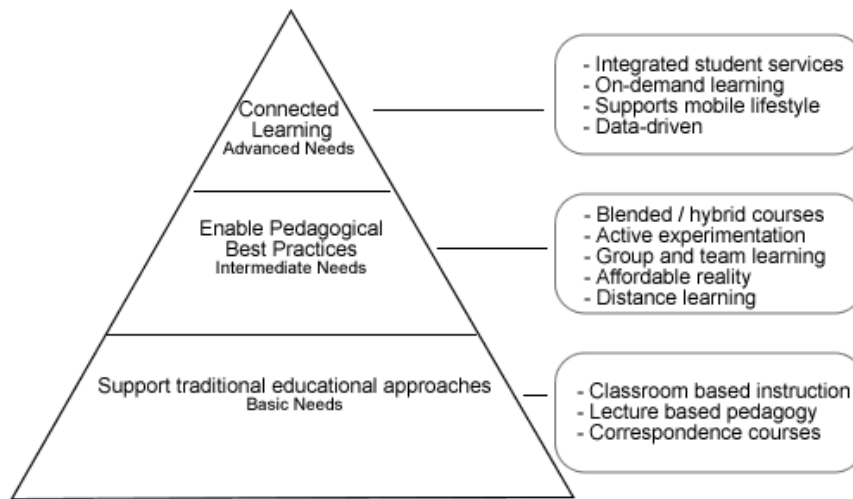 Connected
Learning
Advanced Needs
- Integrated student services
- On-demand learning
- Supports mobile lifestyle
- Data-driven
Enable Pedagogical
Best Practices
Intermediate Needs
- Blended / hybrid courses
- Active experimentation
- Group and team learning
- Affordable reality
- Distance learning
Support traditional educational approaches
Basic Needs
- Classroom based instruction
- Lecture based pedagogy
- Correspondence courses